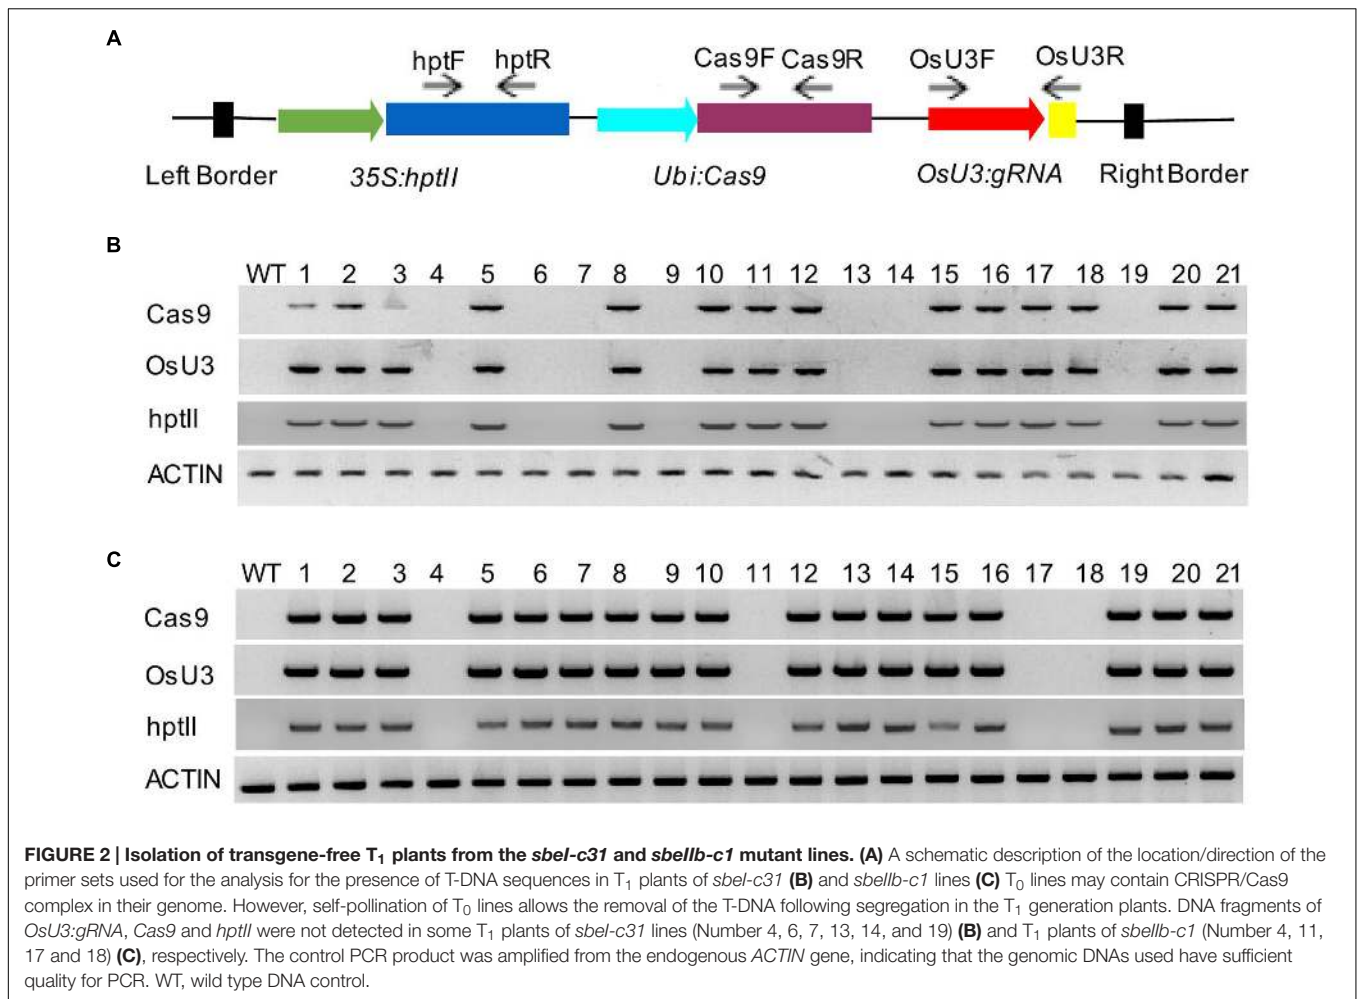 A
hptF hptR Cas9F Cas9R OsU3F OsU3R
Left Border 35S:hptII Ubi:Cas9 OsU3:gRNA Right Border
B
WT 1 2 3 4 5 6 7 8 9 10 11 12 13 14 15 16 17 18 19 20 21
Cas9
OsU3
hptII
ACTIN
C
WT 1 2 3 4 5 6 7 8 9 10 11 12 13 14 15 16 17 18 19 20 21
Cas9
OsU3
hptII
ACTIN
FIGURE 2 | Isolation of transgene-free T1 plants from the sbeI-c31 and sbeIIb-c1 mutant lines. (A) A schematic description of the location/direction of the
primer sets used for the analysis for the presence of T-DNA sequences in T1 plants of sbeI-c31 (B) and sbeIIb-c1 lines (C) T0 lines may contain CRISPR/Cas9
complex in their genome. However, self-pollination of T0 lines allows the removal of the T-DNA following segregation in the T1 generation plants. DNA fragments of
OsU3:gRNA, Cas9 and hptII were not detected in some T1 plants of sbeI-c31 lines (Number 4, 6, 7, 13, 14, and 19) (B) and T1 plants of sbeIIb-c1 (Number 4, 11,
17 and 18) (C), respectively. The control PCR product was amplified from the endogenous ACTIN gene, indicating that the genomic DNAs used have sufficient
quality for PCR. WT, wild type DNA control.